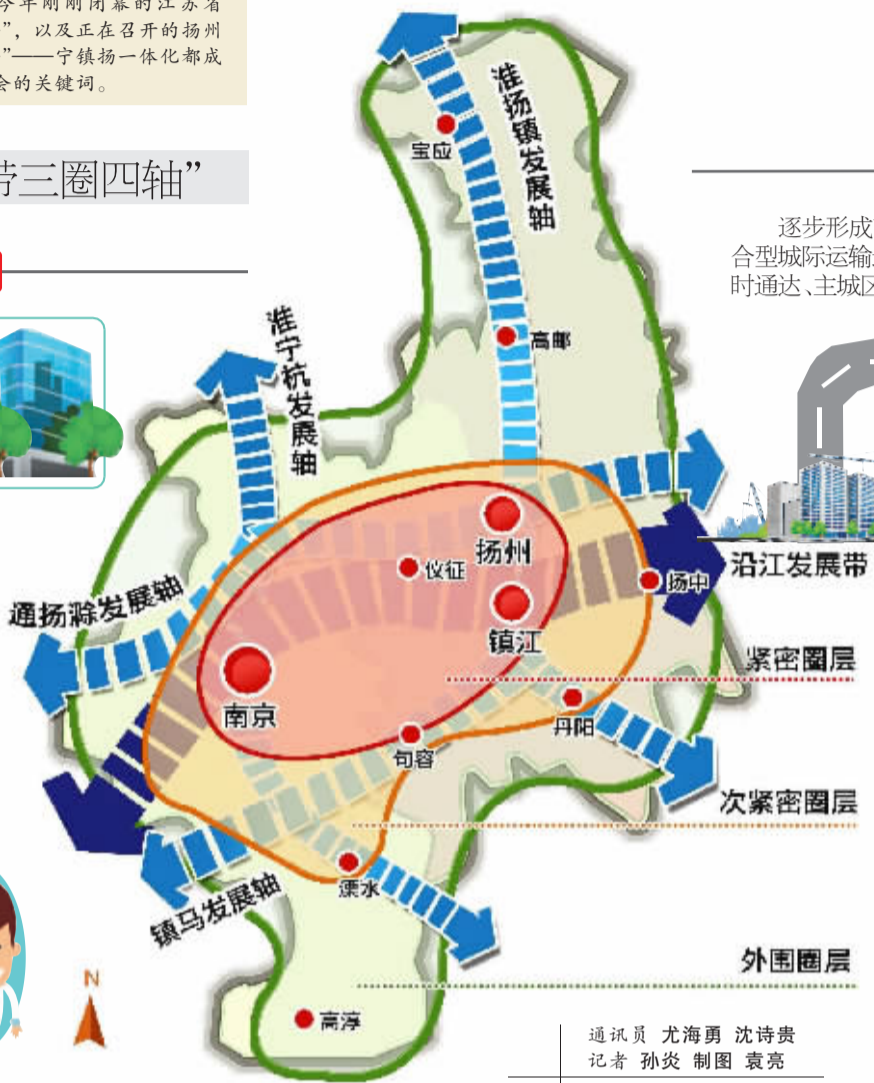 今年刚刚闭幕的江苏省
”，以及正在召开的扬州
”——宁镇扬一体化都成
会的关键词。
带三圈四轴”
逐步形成
合型城际运输
时通达、主城区
淮扬镇发展轴
宝应
高邮
淮宁杭发展轴
扬州
仪征
镇江
扬中
沿江发展带
通扬滁发展轴
紧密圈层
南京
丹阳
句容
次紧密圈层
溧水
镇马发展轴
外围圈层
N
高淳
通讯员 尤海勇 沈诗贵
记者 孙炎 制图 袁亮